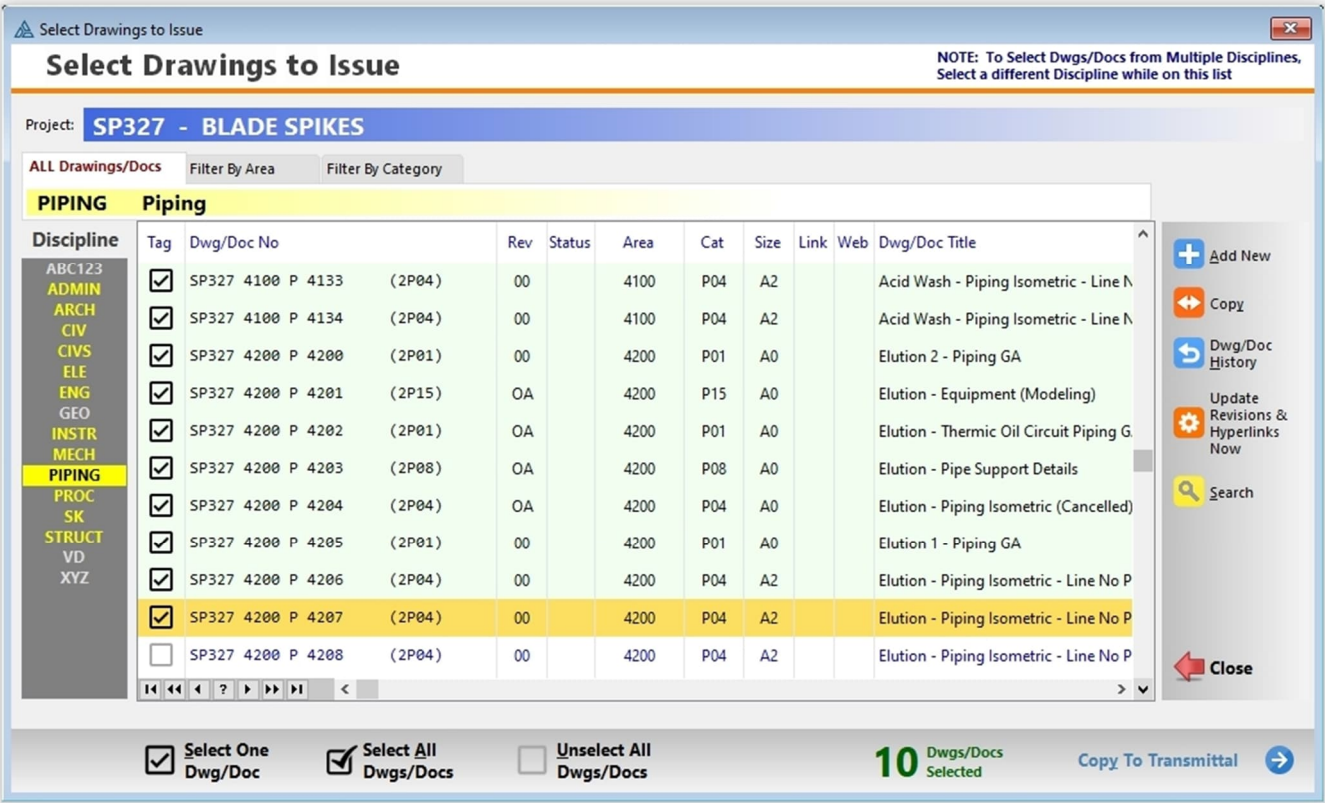 Select Drawings to Issue
Select Drawings to Issue
NOTE: To Select Dwgs/Docs from Multiple Disciplines,
Select a different Discipline while on this list
Project: SP327 - BLADE SPIKES
ALL Drawings/Docs Filter By Area Filter By Category
PIPING Piping
Discipline
ABC123
ADMIN
ARCH
CIV
CIVS
ELE
ENG
GEO
INSTR
MECH
PIPING
PROC
SK
STRUCT
VD
XYZ
Tag Dwg/Doc No Rev Status Area Cat Size Link Web Dwg/Doc Title
SP327 4100 P 4133 (2P04) 00 4100 P04 A2 Acid Wash - Piping Isometric - Line N
SP327 4100 P 4134 (2P04) 00 4100 P04 A2 Acid Wash - Piping Isometric - Line N
SP327 4200 P 4200 (2P01) 00 4200 P01 A0 Elution 2 - Piping GA
SP327 4200 P 4201 (2P15) OA 4200 P15 A0 Elution - Equipment (Modeling)
SP327 4200 P 4202 (2P01) OA 4200 P01 A0 Elution - Thermic Oil Circuit Piping G
SP327 4200 P 4203 (2P08) OA 4200 P08 A0 Elution - Pipe Support Details
SP327 4200 P 4204 (2P04) OA 4200 P04 A0 Elution - Piping Isometric (Cancelled)
SP327 4200 P 4205 (2P01) 00 4200 P01 A0 Elution 1 - Piping GA
SP327 4200 P 4206 (2P04) 00 4200 P04 A2 Elution - Piping Isometric - Line No P
SP327 4200 P 4207 (2P04) 00 4200 P04 A2 Elution - Piping Isometric - Line No P
SP327 4200 P 4208 (2P04) 00 4200 P04 A2 Elution - Piping Isometric - Line No P
?
Add New
Copy
Dwg/Doc
History
Update
Revisions &
Hyperlinks
Now
Search
Close
Select One
Dwg/Doc
Select All
Dwgs/Docs
Unselect All
Dwgs/Docs
10 Dwgs/Docs
Selected
Copy To Transmittal